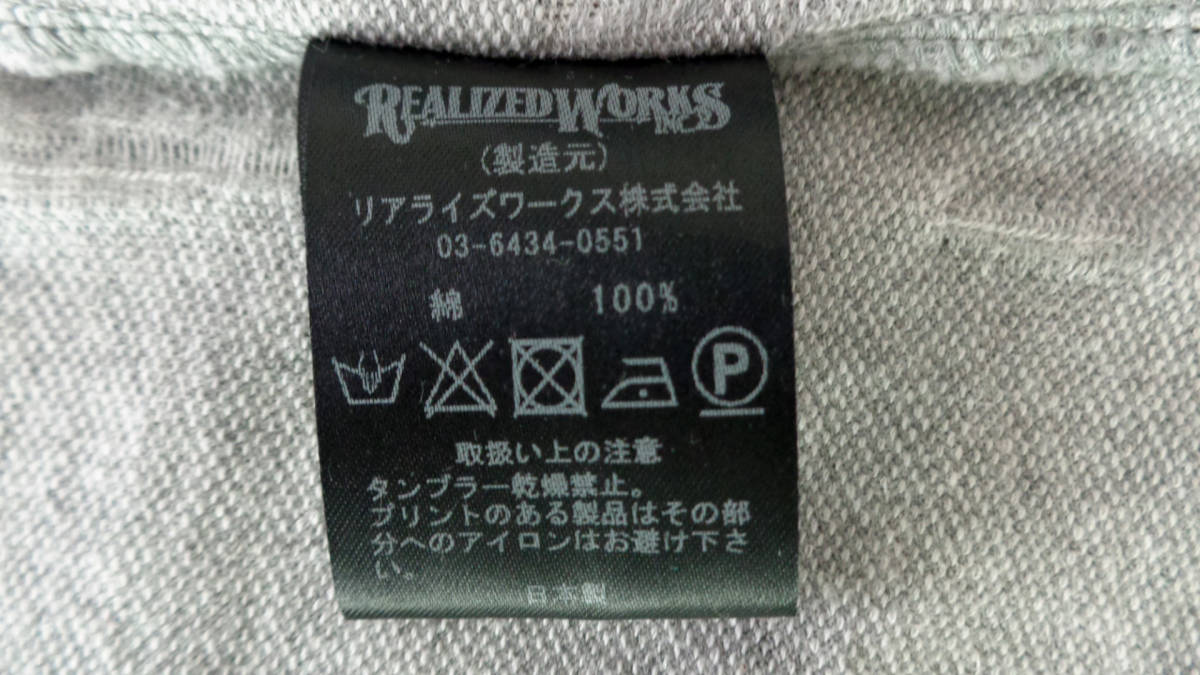 REALIZED WORKS INC
(製造元)
リアライズワークス株式会社
03-6434-0551
綿 100%
P
取扱い上の注意
タンブラー乾燥禁止。
プリントのある製品はその部
分へのアイロンはお避け下さ
い。
日本製